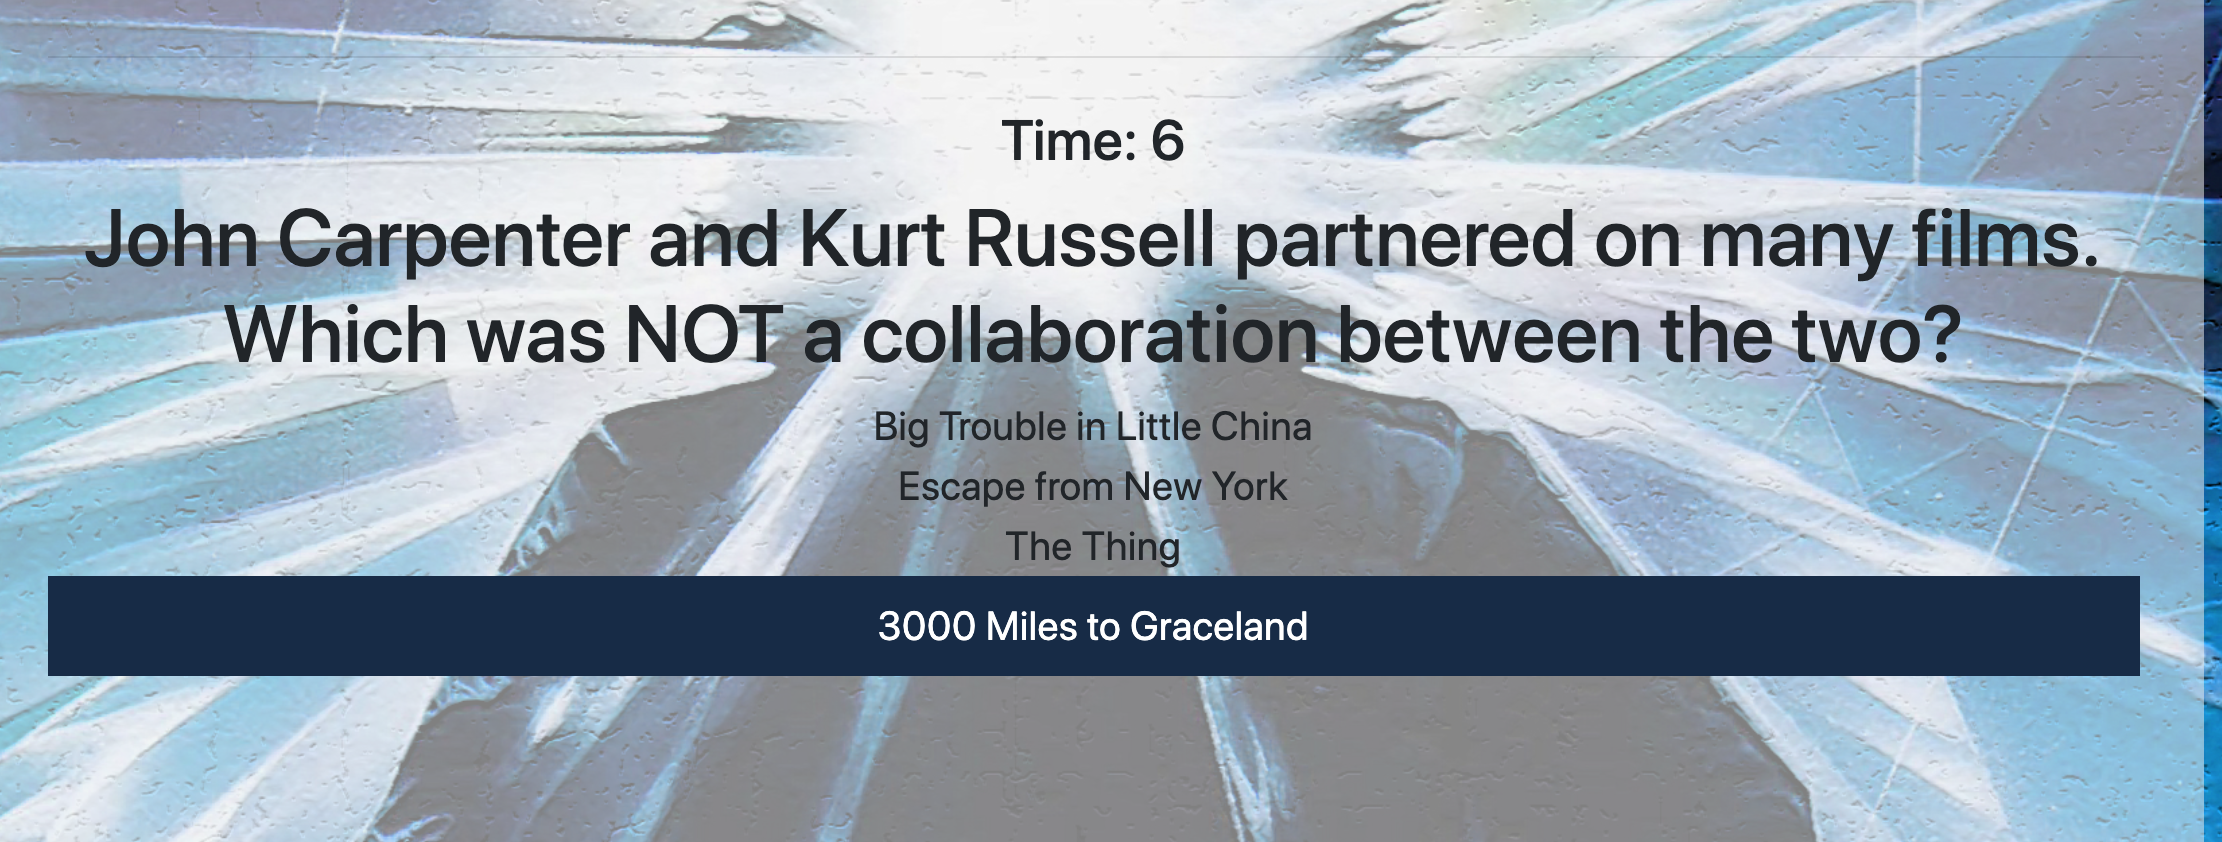 Time: 6
John Carpenter and Kurt Russell partnered on many films.
Which was NOT a collaboration between the two?
Big Trouble in Little China
Escape from New York
The Thing
3000 Miles to Graceland